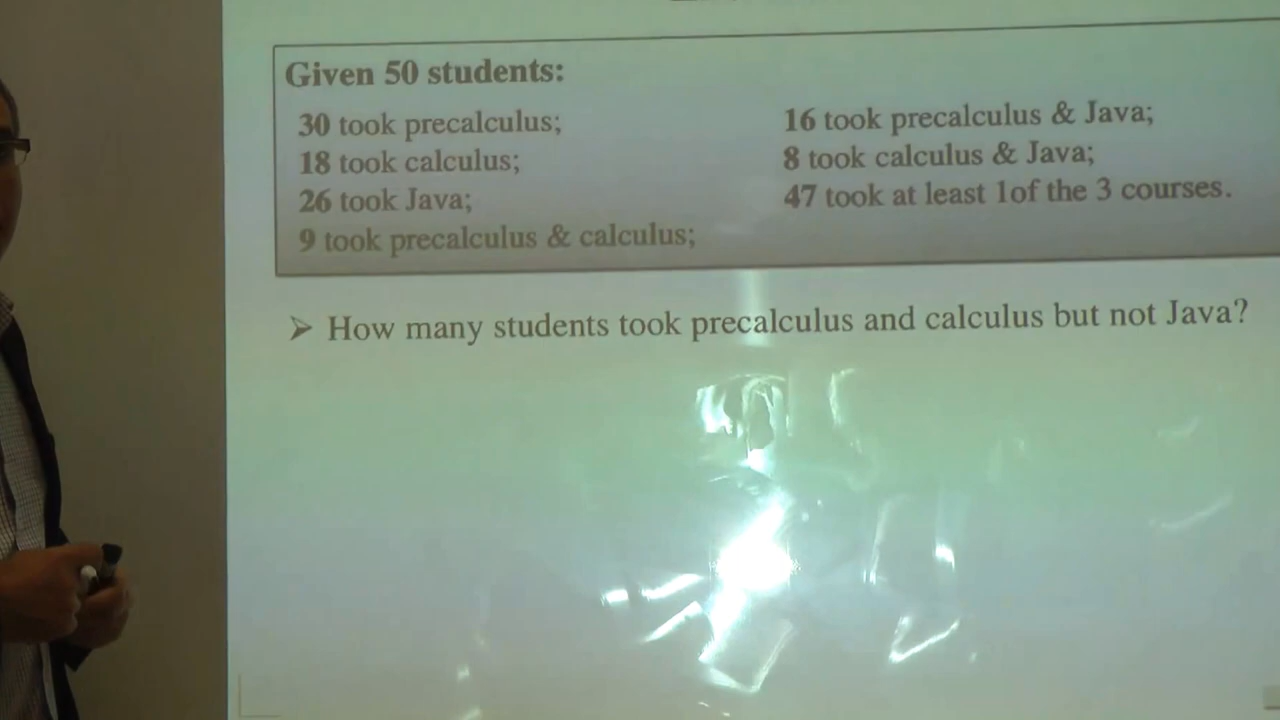 Given 50 students:
30 took precalculus;
18 took calculus;
26 took Java;
9 took precalculus & calculus;
16 took precalculus & Java;
8 took calculus & Java;
47 took at least 1of the 3 courses.
➢ How many students took precalculus and calculus but not Java?